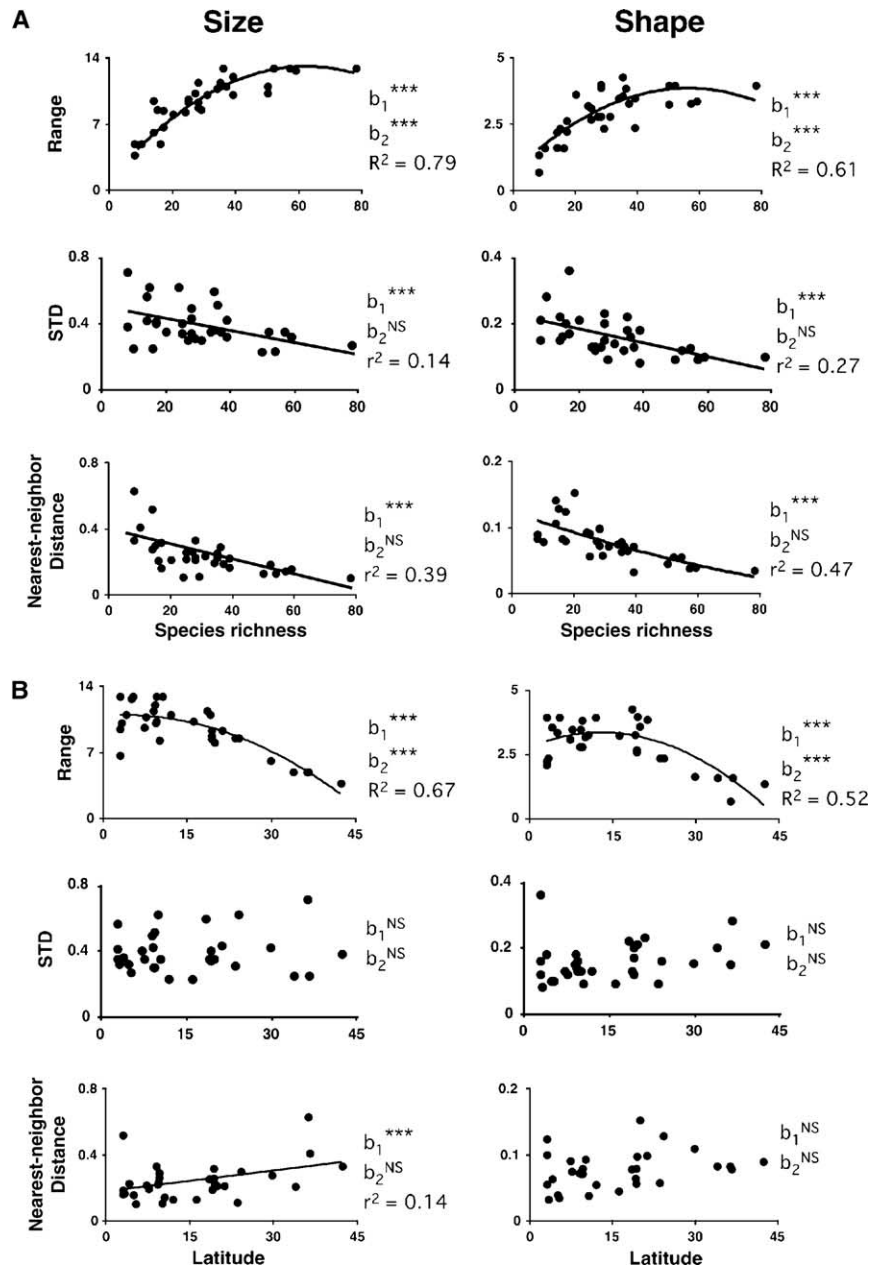 A
Size
Shape
Range
14
7
0
0 20 40 60 80
b1***
b2***
R2 = 0.79
5
2.5
0
0 20 40 60 80
b1***
b2***
R2 = 0.61
STD
0.8
0.4
0
0 20 40 60 80
b1***
b2NS
r2 = 0.14
0.4
0.2
0
0 20 40 60 80
b1***
b2NS
r2 = 0.27
Nearest-neighbor
Distance
0.8
0.4
0
0 20 40 60 80
Species richness
b1***
b2NS
r2 = 0.39
0.2
0.1
0
0 20 40 60 80
Species richness
b1***
b2NS
r2 = 0.47
B
Range
14
7
0
0 15 30 45
b1***
b2***
R2 = 0.67
5
2.5
0
0 15 30 45
b1***
b2***
R2 = 0.52
STD
0.8
0.4
0
0 15 30 45
b1NS
b2NS
0.4
0.2
0
0 15 30 45
b1NS
b2NS
Nearest-neighbor
Distance
0.8
0.4
0
0 15 30 45
Latitude
b1***
b2NS
r2 = 0.14
0.2
0.1
0
0 15 30 45
Latitude
b1NS
b2NS